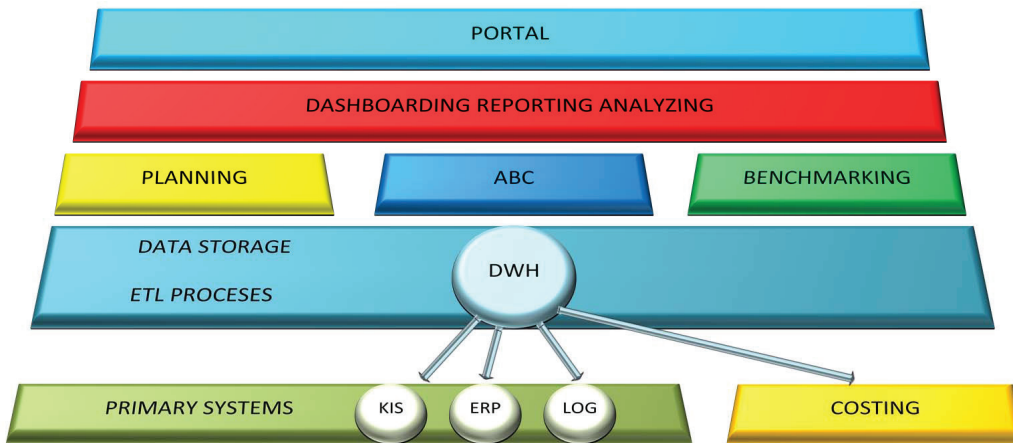 PORTAL
DASHBOARDING REPORTING ANALYZING
PLANNING
ABC
BENCHMARKING
DATA STORAGE
DWH
ETL PROCESES
PRIMARY SYSTEMS
KIS
ERP
LOG
COSTING